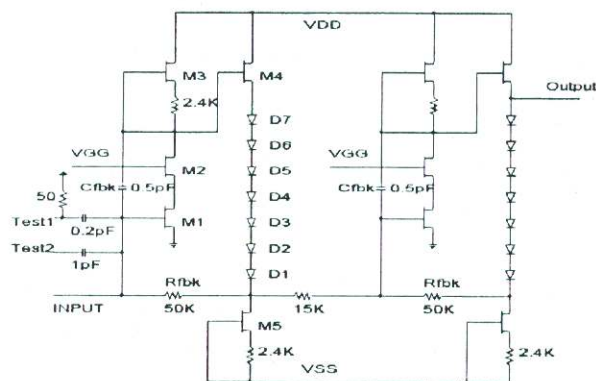 VDD
M3
M4
2.4K
Output
D7
VGG
M2
D6
VGG
D5
50
Cfbk 0.5pF
D4
Cfbk 0.5pF
Test1
M1
D3
0.2pF
Test2
D2
1pF
D1
Rfbk
Rfbk
INPUT
50K
15K
50K
M5
2.4K
VSS
2.4K